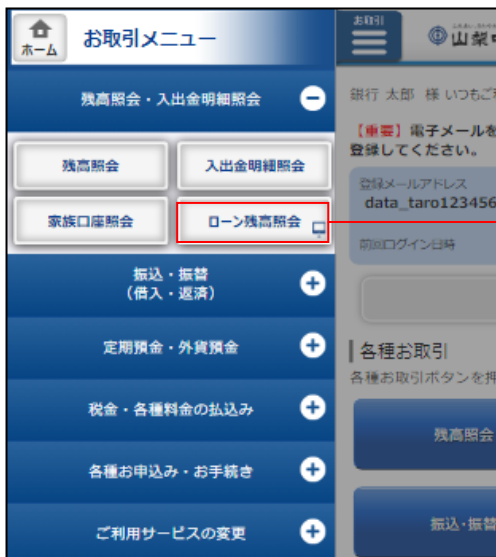 ホーム
お取引メニュー
残高照会・入出金明細照会
残高照会
入出金明細照会
家族口座照会
ローン残高照会
振込・振替
(借入・返済)
定期預金・外貨預金
税金・各種料金の払込み
各種お申込み・お手続き
ご利用サービスの変更
お取引
山梨
銀行 太郎 様 いつもご
【重要】電子メールを
登録してください。
登録メールアドレス
data_taro123456
前回ログイン日時
各種お取引
各種お取引ボタンを押
残高照会
振込・振替